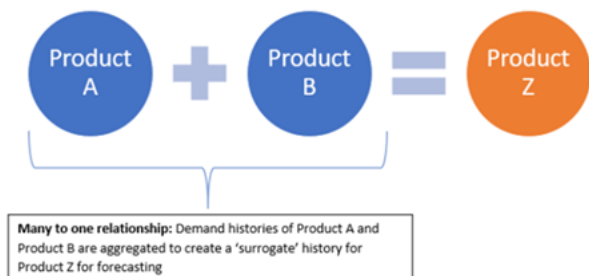 Product
A
Product
B
Product
Z
Many to one relationship: Demand histories of Product A and
Product B are aggregated to create a ‘surrogate’ history for
Product Z for forecasting